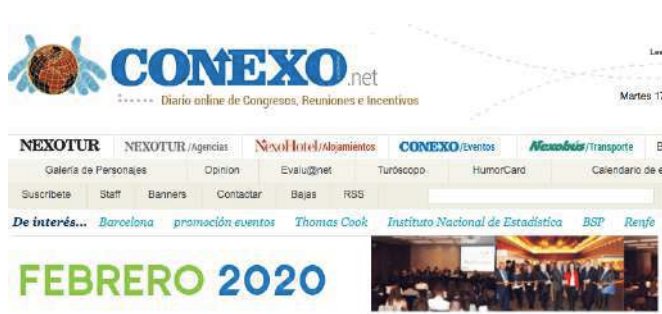 CONEXO.net
Diario online de Congresos, Reuniones e Incentivos
Martes 17
NEXOTUR NEXOTUR/Agencias NexoHotel/Alojamientos CONEXO/Eventos Nexobús/Transporte
Galería de Personajes Opinion Evalu@net Turóscopo HumorCard Calendario de e
Suscríbete Staff Banners Contactar Bajas RSS
De interés... Barcelona promoción eventos Thomas Cook Instituto Nacional de Estadística BSP Renfe
FEBRERO 2020